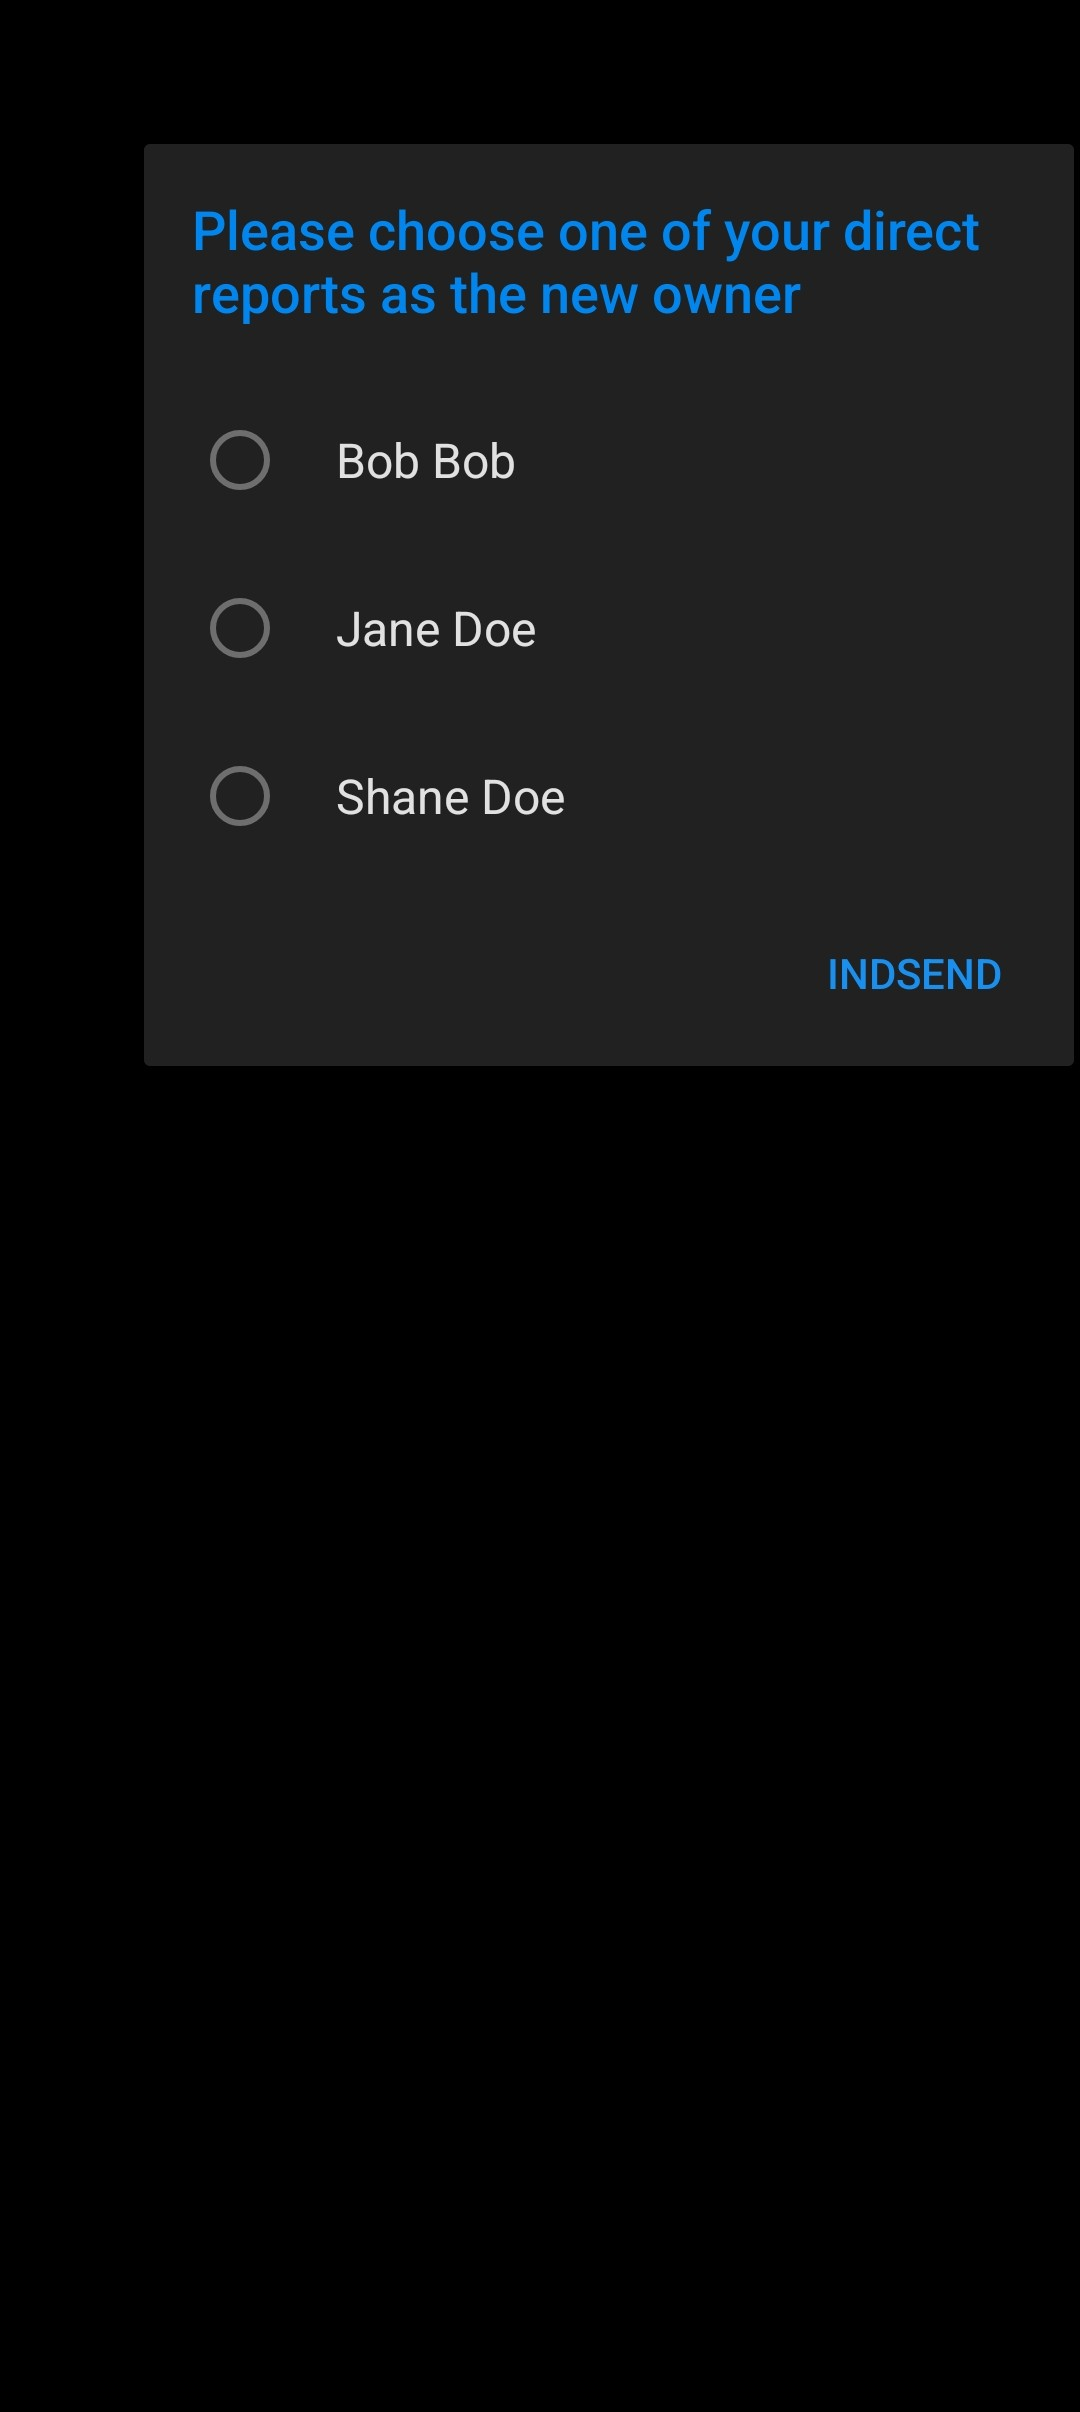 Please choose one of your direct
reports as the new owner
Bob Bob
Jane Doe
Shane Doe
INDSEND